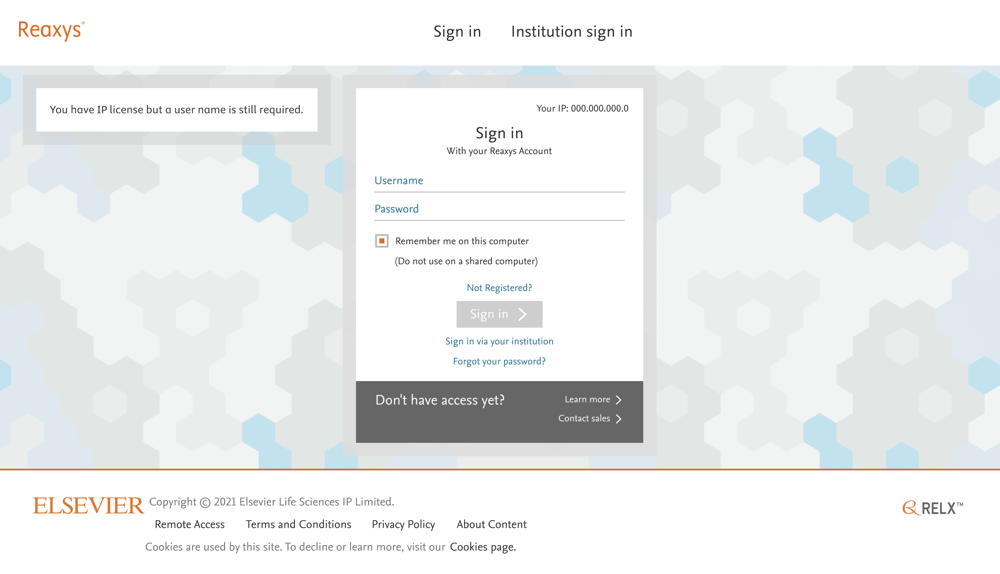 Reaxys®
Sign in
Institution sign in
You have IP license but a user name is still required.
Your IP: 000.000.000.0
Sign in
With your Reaxys Account
Username
Password
Remember me on this computer
(Do not use on a shared computer)
Not Registered?
Sign in
Sign in via your institution
Forgot your password?
Don't have access yet?
Learn more
Contact sales
ELSEVIER
Copyright © 2021 Elsevier Life Sciences IP Limited.
Remote Access
Terms and Conditions
Privacy Policy
About Content
Cookies are used by this site. To decline or learn more, visit our Cookies page.
RELX™